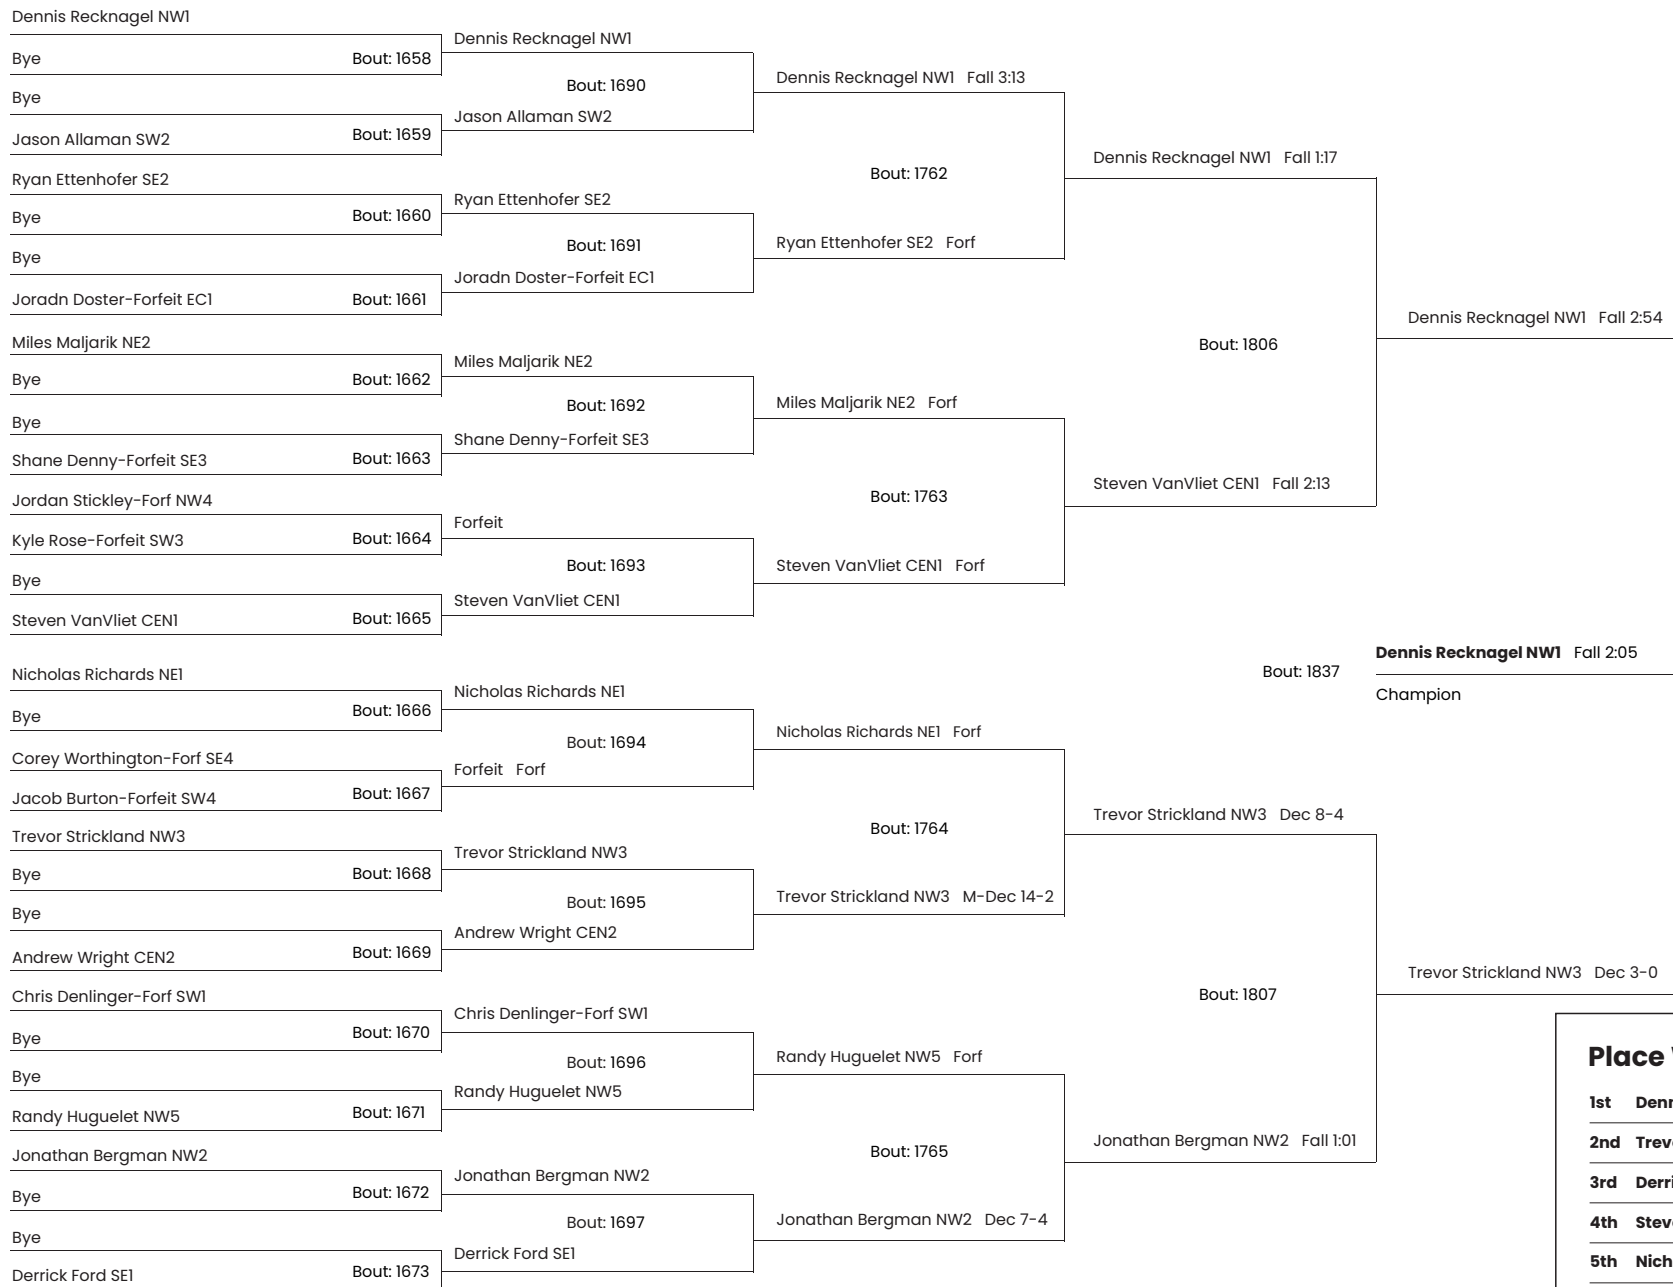 Dennis Recknagel NW1
Bye
Bout: 1658
Bye
Jason Allaman SW2
Bout: 1659
Ryan Ettenhofer SE2
Bye
Bout: 1660
Bye
Joradn Doster-Forfeit EC1
Bout: 1661
Miles Maljarik NE2
Bye
Bout: 1662
Bye
Shane Denny-Forfeit SE3
Bout: 1663
Jordan Stickley-Forf NW4
Kyle Rose-Forfeit SW3
Bout: 1664
Bye
Steven VanVliet CEN1
Bout: 1665
Nicholas Richards NE1
Bye
Bout: 1666
Corey Worthington-Forf SE4
Jacob Burton-Forfeit SW4
Bout: 1667
Trevor Strickland NW3
Bye
Bout: 1668
Bye
Andrew Wright CEN2
Bout: 1669
Chris Denlinger-Forf SW1
Bye
Bout: 1670
Bye
Randy Huguelet NW5
Bout: 1671
Jonathan Bergman NW2
Bye
Bout: 1672
Bye
Derrick Ford SE1
Bout: 1673
Dennis Recknagel NW1
Bout: 1690
Jason Allaman SW2
Ryan Ettenhofer SE2
Bout: 1691
Joradn Doster-Forfeit EC1
Miles Maljarik NE2
Bout: 1692
Shane Denny-Forfeit SE3
Forfeit
Bout: 1693
Steven VanVliet CEN1
Nicholas Richards NE1
Bout: 1694
Forfeit Forf
Trevor Strickland NW3
Bout: 1695
Andrew Wright CEN2
Chris Denlinger-Forf SW1
Bout: 1696
Randy Huguelet NW5
Jonathan Bergman NW2
Bout: 1697
Derrick Ford SE1
Dennis Recknagel NW1 Fall 3:13
Bout: 1762
Ryan Ettenhofer SE2 Forf
Miles Maljarik NE2 Forf
Bout: 1763
Steven VanVliet CEN1 Forf
Nicholas Richards NE1 Forf
Bout: 1764
Trevor Strickland NW3 M-Dec 14-2
Randy Huguelet NW5 Forf
Bout: 1765
Jonathan Bergman NW2 Dec 7-4
Dennis Recknagel NW1 Fall 1:17
Bout: 1806
Steven VanVliet CEN1 Fall 2:13
Trevor Strickland NW3 Dec 8-4
Bout: 1807
Jonathan Bergman NW2 Fall 1:01
Dennis Recknagel NW1 Fall 2:54
Bout: 1837
Dennis Recknagel NW1 Fall 2:05
Champion
Trevor Strickland NW3 Dec 3-0
Place
1st
2nd
3rd
4th
5th